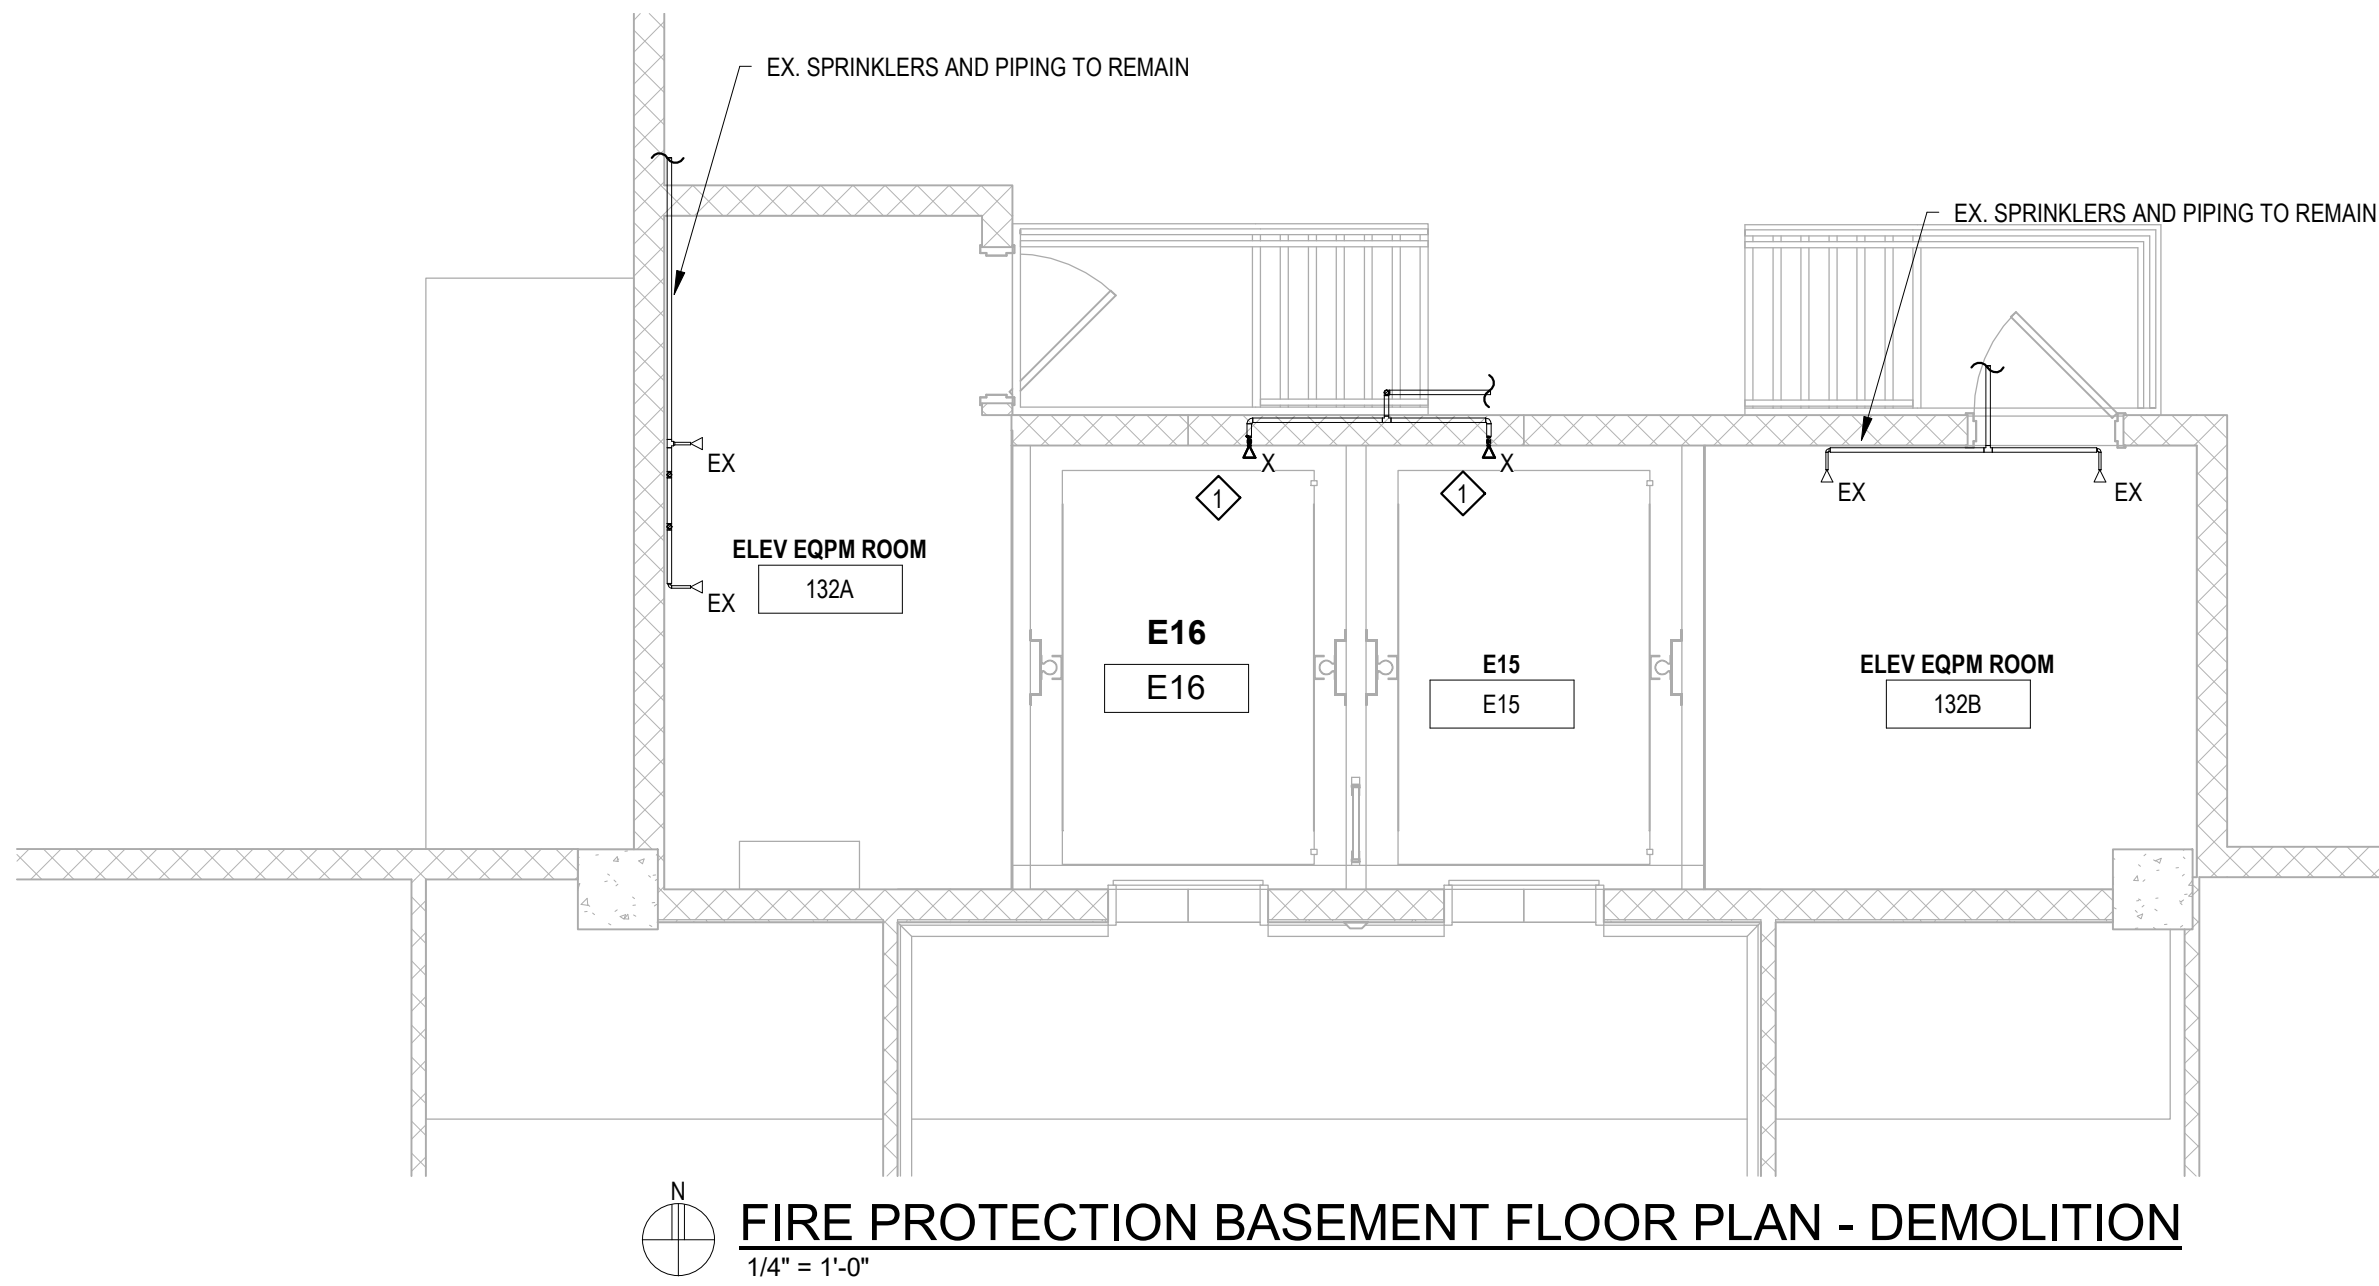 EX. SPRINKLERS AND PIPING TO REMAIN
EX. SPRINKLERS AND PIPING TO REMAIN
EX
X
X
EX
EX
1
1
ELEV EQPM ROOM
132A
EX
E16
E16
E15
E15
ELEV EQPM ROOM
132B
N
FIRE PROTECTION BASEMENT FLOOR PLAN - DEMOLITION
1/4" = 1'-0"